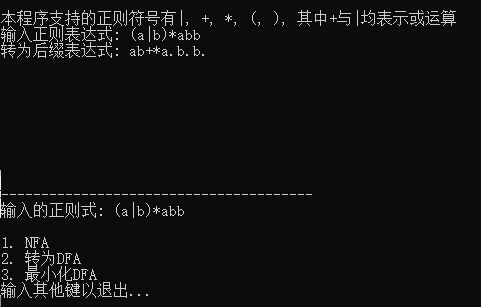 本程序支持的正则符号有|, +, *, (, ), 其中+与|均表示或运算
输入正则表达式: (a|b)*abb
转为后缀表达式: ab+*a.b.b.
---------------------------------------
输入的正则式: (a|b)*abb
1. NFA
2. 转为DFA
3. 最小化DFA
输入其他键以退出...